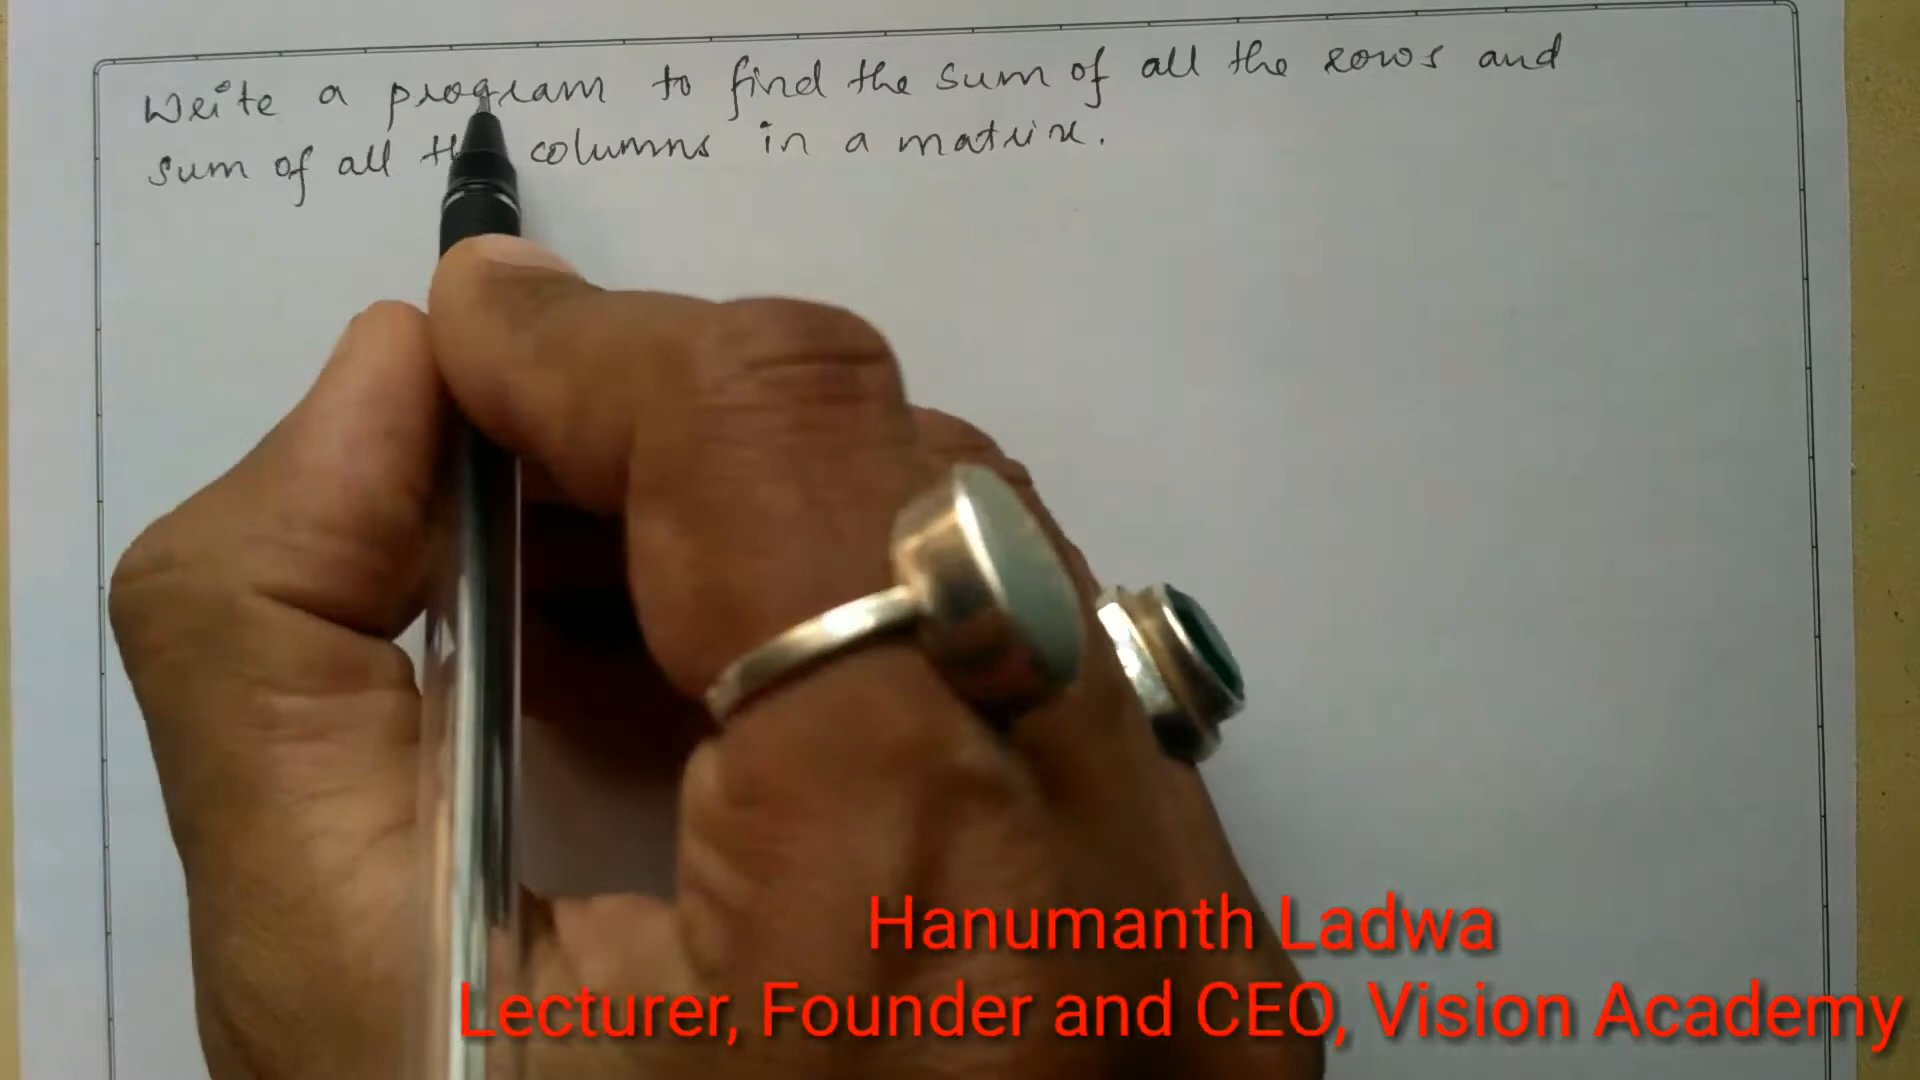 Write a program to find the sum of all the rows and
sum of all the columns in a matrix.
Hanumanth Ladwa
Lecturer, Founder and CEO, Vision Academy